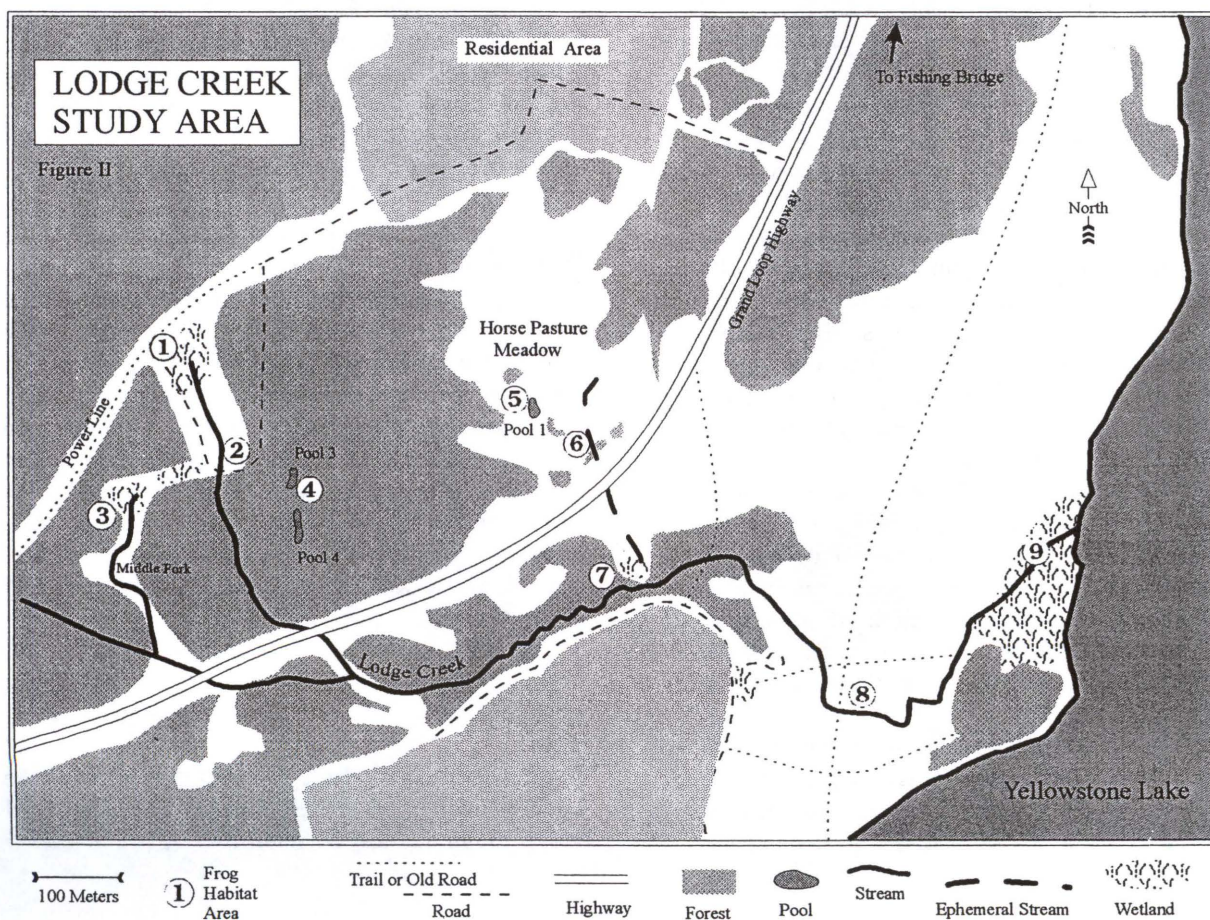 LODGE CREEK
STUDY AREA
Figure II
Residential Area
To Fishing Bridge
North
Grand Loop Highway
Horse Pasture
Meadow
1
Power Line
5
Pool 1
6
2
Pool 3
4
3
Pool 4
Middle Fork
7
9
Lodge Creek
8
Yellowstone Lake
100 Meters
1
Frog
Habitat
Area
Trail or Old Road
Road
Highway
Forest
Pool
Stream
Ephemeral Stream
Wetland